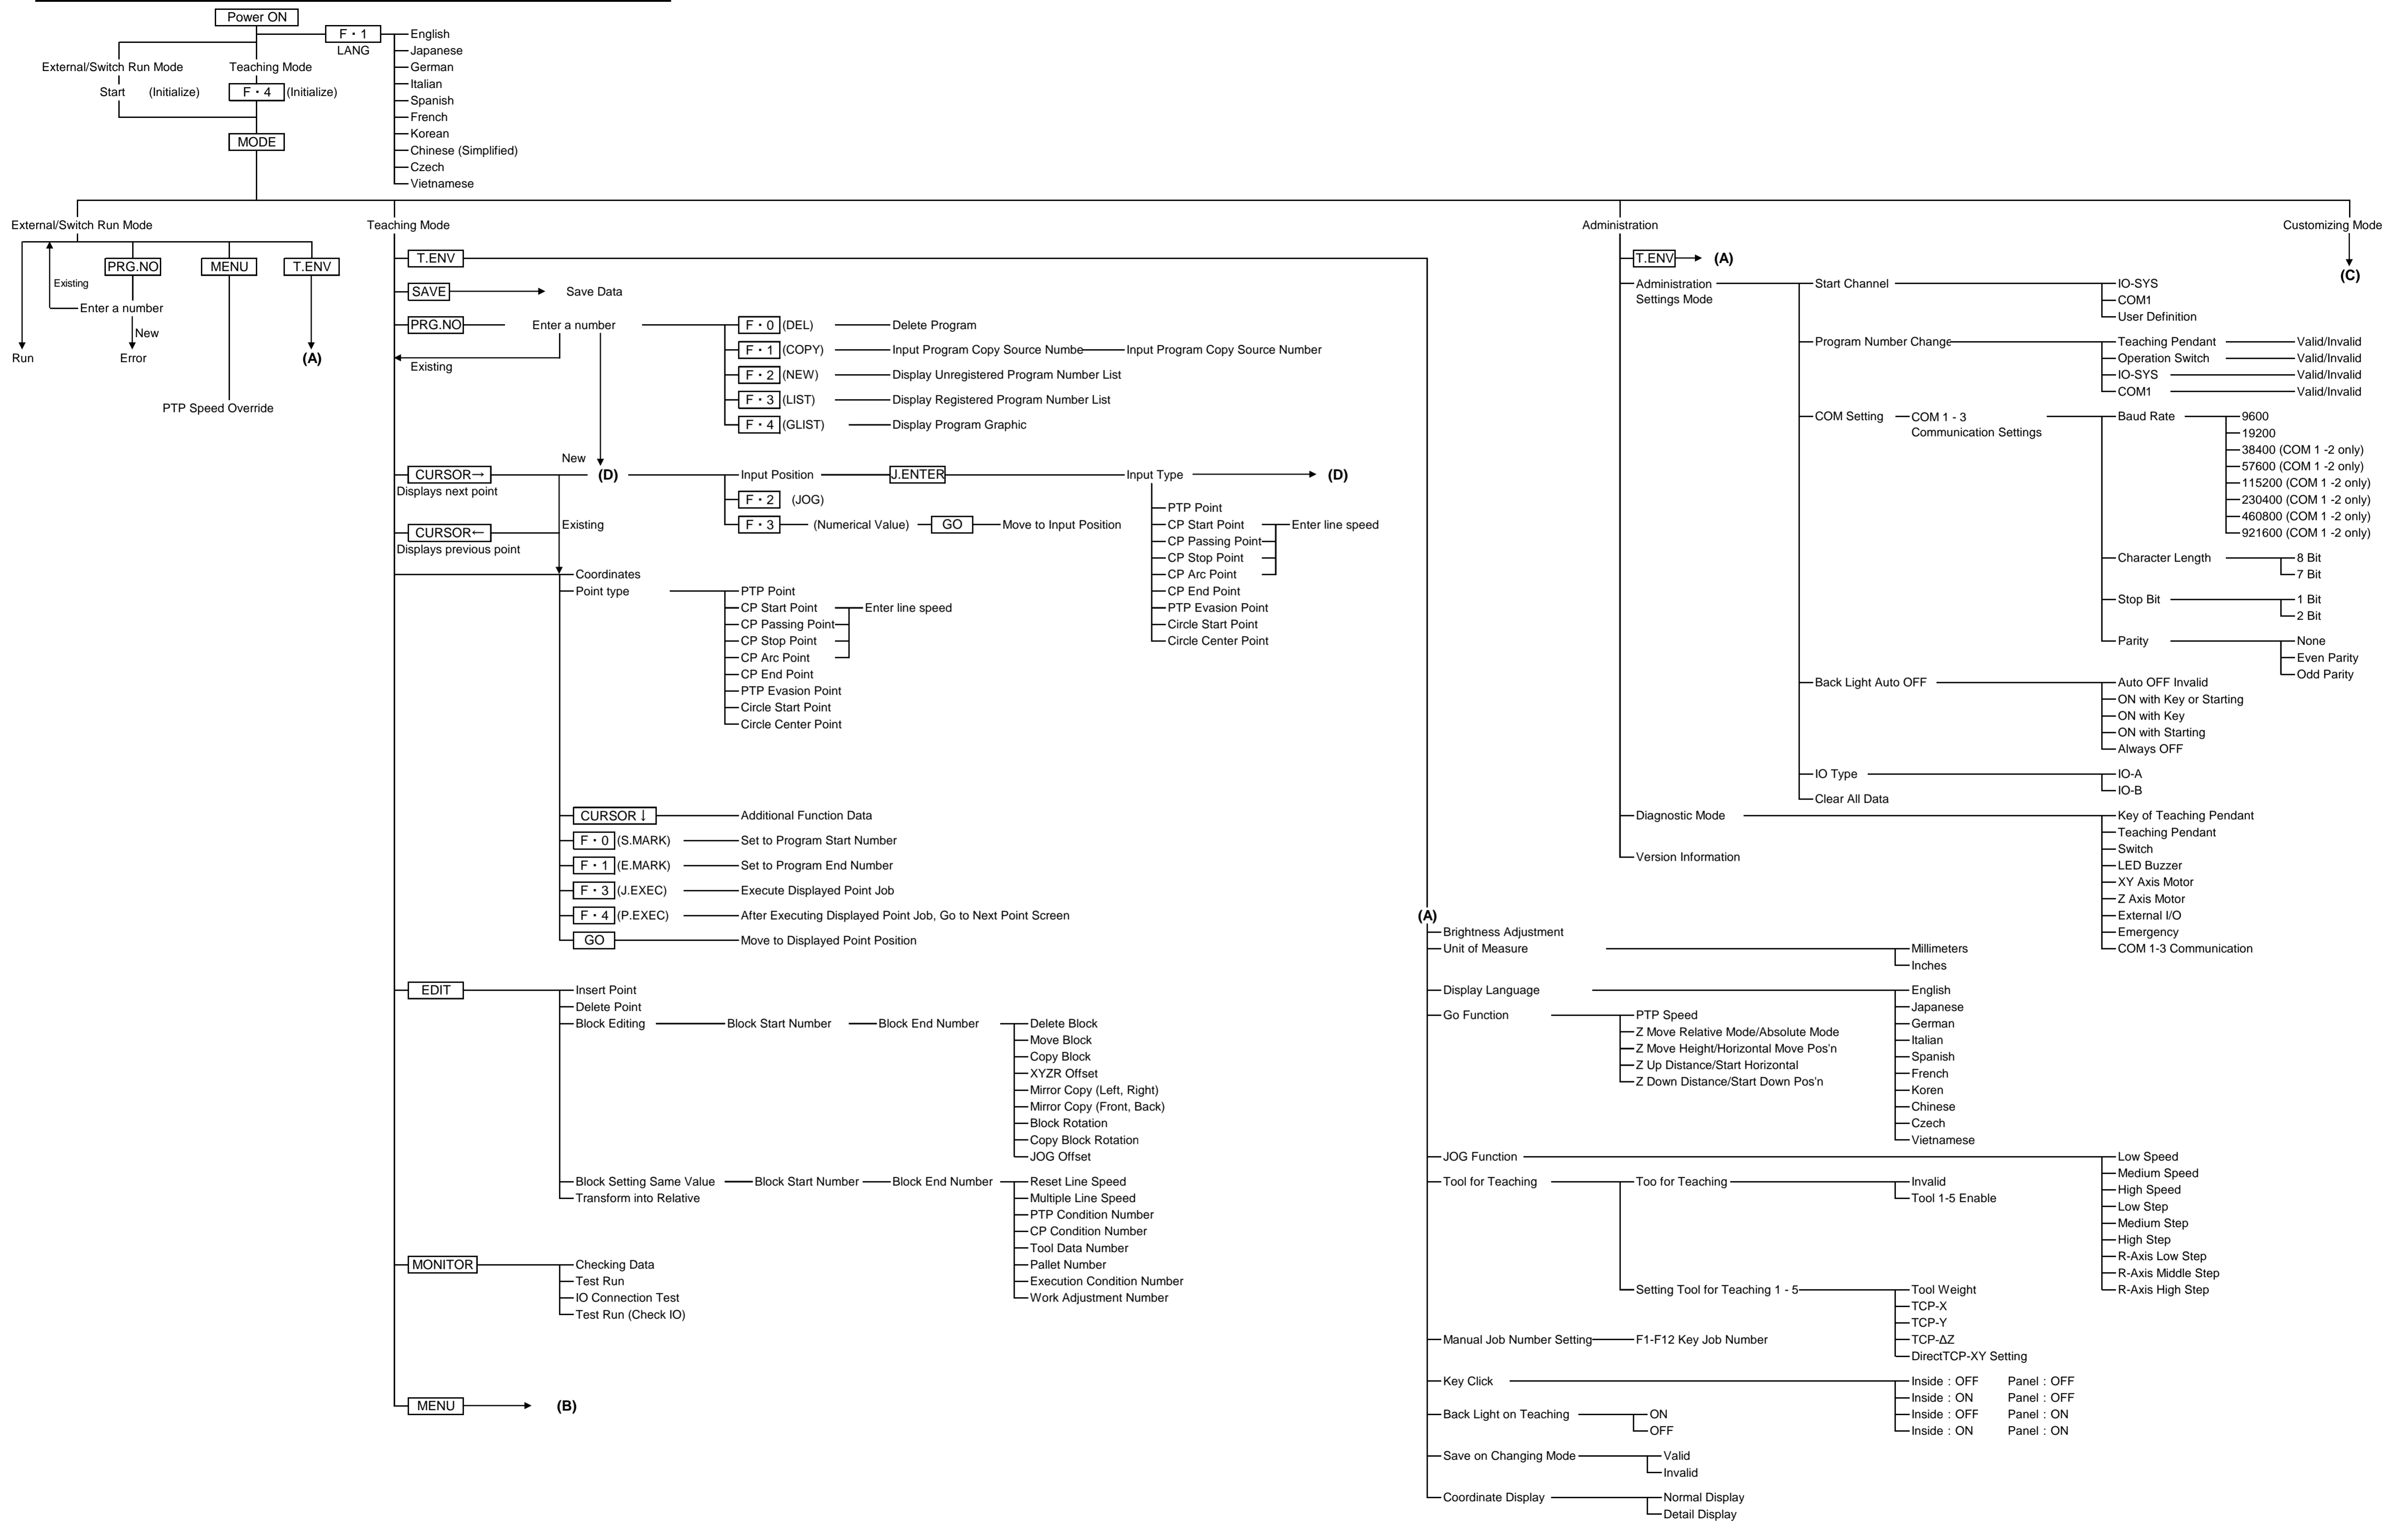 Power ON
F・1
LANG
English
Japanese
German
Italian
Spanish
French
Korean
Chinese (Simplified)
Czech
Vietnamese
External/Switch Run Mode
Teaching Mode
Start (Initialize)
F・4 (Initialize)
MODE
External/Switch Run Mode
PRG.NO
MENU
T.ENV
Existing
Enter a number
New
Run
Error
(A)
PTP Speed Override
Teaching Mode
T.ENV
SAVE
Save Data
PRG.NO
Enter a number
Existing
F・0 (DEL) Delete Program
F・1 (COPY) Input Program Copy Source Numbe Input Program Copy Source Number
F・2 (NEW) Display Unregistered Program Number List
F・3 (LIST) Display Registered Program Number List
F・4 (GLIST) Display Program Graphic
New
CURSOR→
Displays next point
(D)
Input Position
J.ENTER
Input Type
(D)
F・2 (JOG)
F・3 (Numerical Value) GO Move to Input Position
PTP Point
CP Start Point
Enter line speed
CP Passing Point
CP Stop Point
CP Arc Point
CP End Point
PTP Evasion Point
Circle Start Point
Circle Center Point
Existing
CURSOR←
Displays previous point
Coordinates
Point type
PTP Point
CP Start Point
Enter line speed
CP Passing Point
CP Stop Point
CP Arc Point
CP End Point
PTP Evasion Point
Circle Start Point
Circle Center Point
CURSOR↓ Additional Function Data
F・0 (S.MARK) Set to Program Start Number
F・1 (E.MARK) Set to Program End Number
F・3 (J.EXEC) Execute Displayed Point Job
F・4 (P.EXEC) After Executing Displayed Point Job, Go to Next Point Screen
GO Move to Displayed Point Position
EDIT
Insert Point
Delete Point
Block Editing Block Start Number Block End Number
Delete Block
Move Block
Copy Block
XYZR Offset
Mirror Copy (Left, Right)
Mirror Copy (Front, Back)
Block Rotation
Copy Block Rotation
JOG Offset
Block Setting Same Value Block Start Number Block End Number
Transform into Relative
Reset Line Speed
Multiple Line Speed
PTP Condition Number
CP Condition Number
Tool Data Number
Pallet Number
Execution Condition Number
Work Adjustment Number
MONITOR
Checking Data
Test Run
IO Connection Test
Test Run (Check IO)
MENU
(B)
(A)
Brightness Adjustment
Unit of Measure
Millimeters
Inches
Display Language
English
Japanese
German
Italian
Spanish
French
Koren
Chinese
Czech
Vietnamese
Go Function
PTP Speed
Z Move Relative Mode/Absolute Mode
Z Move Height/Horizontal Move Pos'n
Z Up Distance/Start Horizontal
Z Down Distance/Start Down Pos'n
JOG Function
Low Speed
Medium Speed
High Speed
Low Step
Medium Step
High Step
R-Axis Low Step
R-Axis Middle Step
R-Axis High Step
Tool for Teaching
Too for Teaching
Invalid
Tool 1-5 Enable
Setting Tool for Teaching 1 - 5
Tool Weight
TCP-X
TCP-Y
TCP-ΔZ
DirectTCP-XY Setting
Manual Job Number Setting F1-F12 Key Job Number
Key Click
Inside : OFF Panel : OFF
Inside : ON Panel : OFF
Inside : OFF Panel : ON
Inside : ON Panel : ON
Back Light on Teaching
ON
OFF
Save on Changing Mode
Valid
Invalid
Coordinate Display
Normal Display
Detail Display
Administration
T.ENV
(A)
Administration
Settings Mode
Start Channel
IO-SYS
COM1
User Definition
Program Number Change
Teaching Pendant Valid/Invalid
Operation Switch Valid/Invalid
IO-SYS Valid/Invalid
COM1 Valid/Invalid
COM Setting
COM 1 - 3
Communication Settings
Baud Rate
9600
19200
38400 (COM 1 -2 only)
57600 (COM 1 -2 only)
115200 (COM 1 -2 only)
230400 (COM 1 -2 only)
460800 (COM 1 -2 only)
921600 (COM 1 -2 only)
Character Length
8 Bit
7 Bit
Stop Bit
1 Bit
2 Bit
Parity
None
Even Parity
Odd Parity
Back Light Auto OFF
Auto OFF Invalid
ON with Key or Starting
ON with Key
ON with Starting
Always OFF
IO Type
IO-A
IO-B
Clear All Data
Diagnostic Mode
Key of Teaching Pendant
Teaching Pendant
Switch
LED Buzzer
XY Axis Motor
Z Axis Motor
External I/O
Emergency
COM 1-3 Communication
Version Information
Customizing Mode
(C)